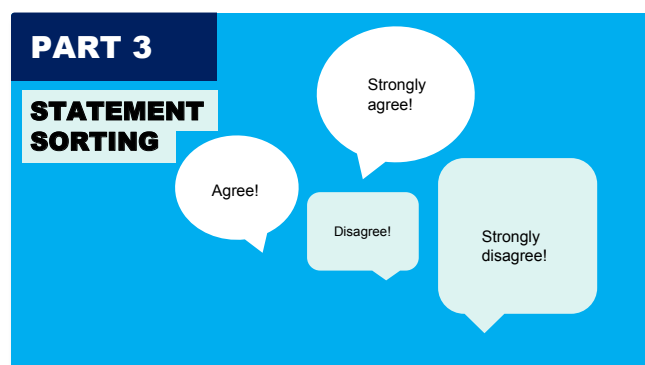 PART 3
STATEMENT
SORTING
Strongly
agree!
Agree!
Disagree!
Strongly
disagree!